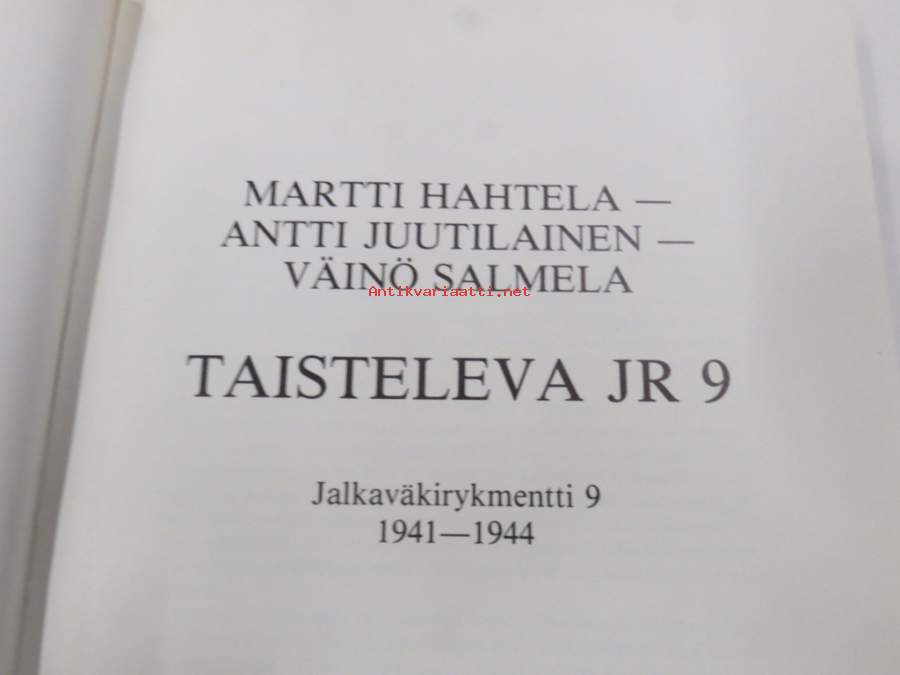 MARTTI HAHTELA —
ANTTI JUUTILAINEN —
VÄINÖ SALMELA
Antikvariaatti.net
TAISTELEVA JR 9
Jalkaväkirykmentti 9
1941—1944